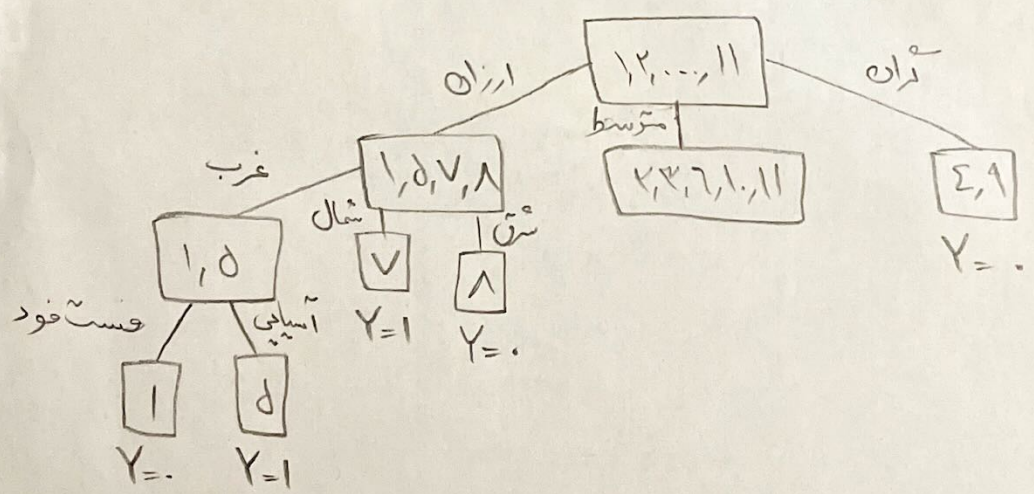 ۱,۲,...,۱۱
ارزان
متوسط
گران
۱,۵,۷,۸
۲,۳,۶,۱۰,۱۱
۴,۹
Y=۰
غرب
شمال
شرق
۱,۵
۷
Y=۱
۸
Y=۰
فست فود
آسیایی
۱
Y=۰
۵
Y=۱